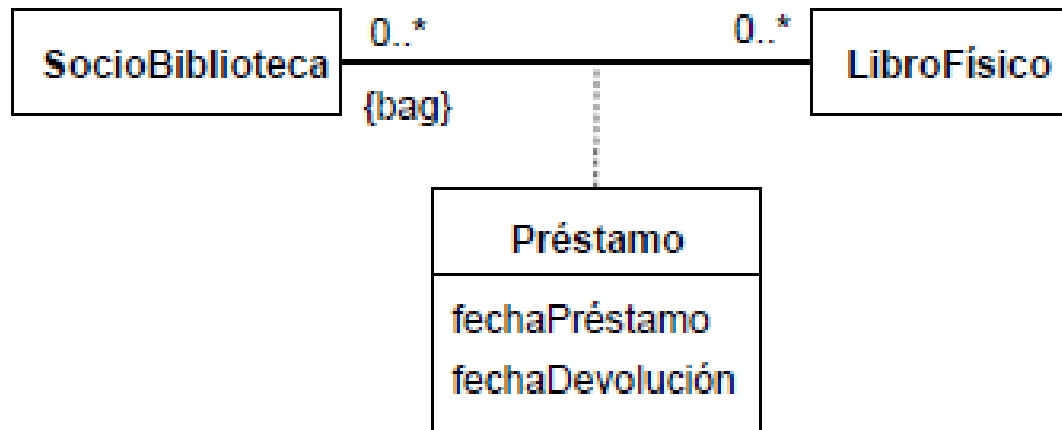 0..*
0..*
SocioBiblioteca
LibroFísico
{bag}
Préstamo
fechaPréstamo
fechaDevolución